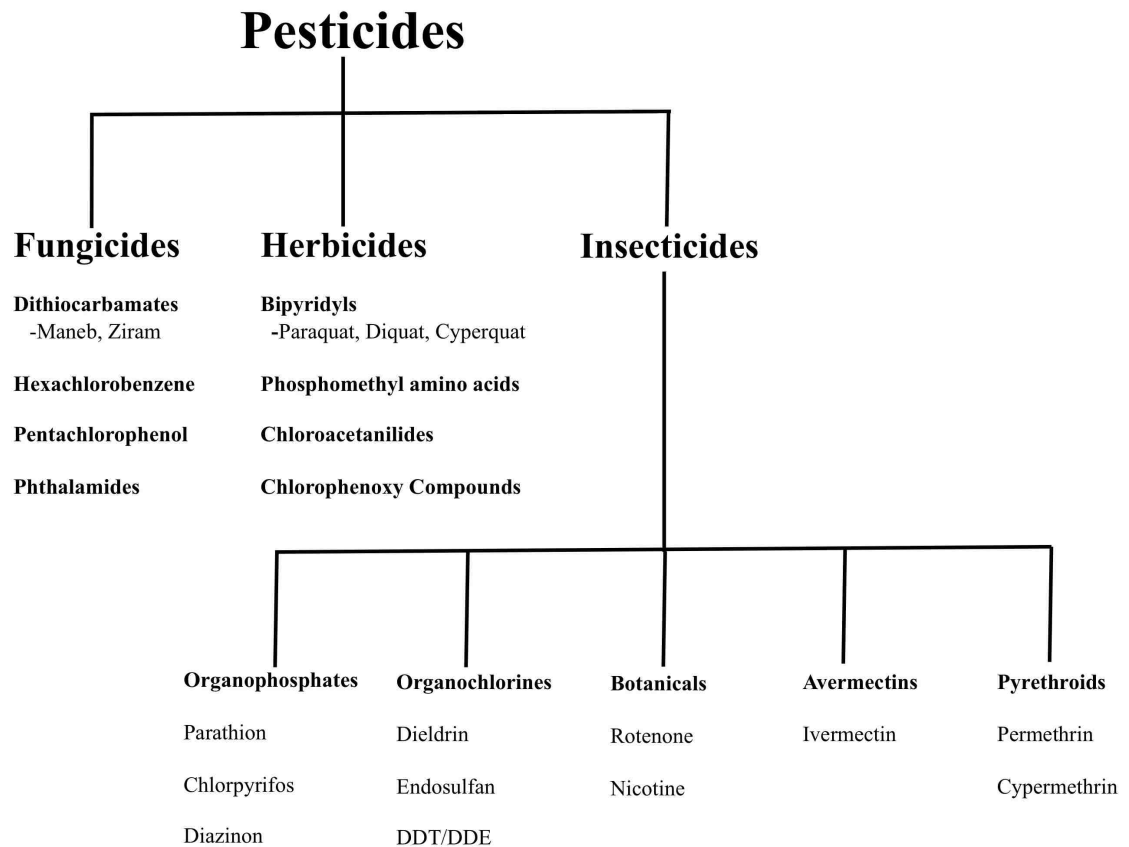 Pesticides
Fungicides
Herbicides
Insecticides
Dithiocarbamates
-Maneb, Ziram
Hexachlorobenzene
Pentachlorophenol
Phthalamides
Bipyridyls
-Paraquat, Diquat, Cyperquat
Phosphomethyl amino acids
Chloroacetanilides
Chlorophenoxy Compounds
Organophosphates
Parathion
Chlorpyrifos
Diazinon
Organochlorines
Dieldrin
Endosulfan
DDT/DDE
Botanicals
Rotenone
Nicotine
Avermectins
Ivermectin
Pyrethroids
Permethrin
Cypermethrin